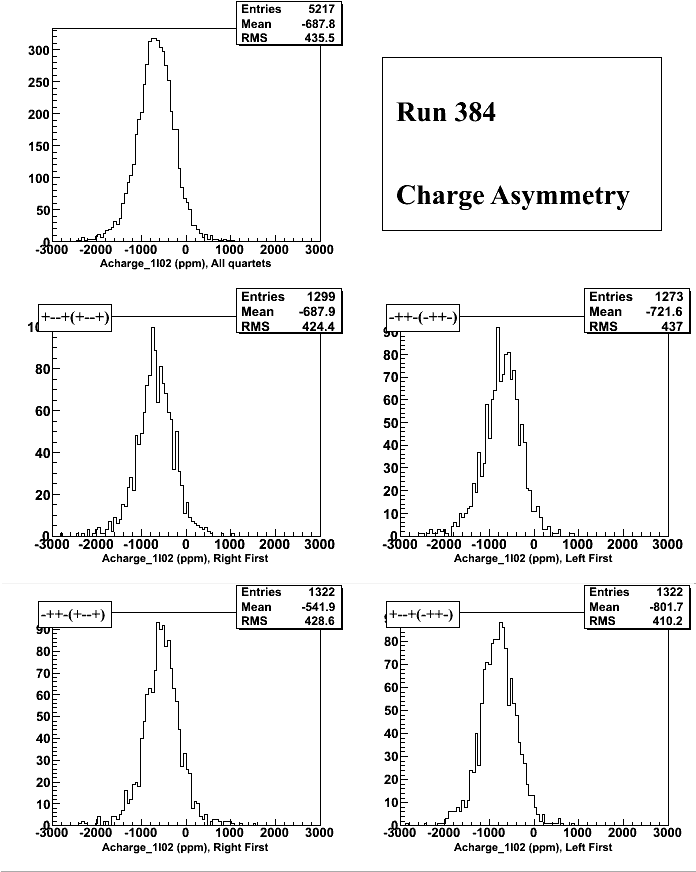 Entries 5217
Mean -687.8
RMS 435.5
300
250
200
150
100
50
0
-3000 -2000 -1000 0 1000 2000 3000
Acharge_1I02 (ppm), All quartets
Run 384
Charge Asymmetry
+--+(+--+)
Entries 1299
Mean -687.9
RMS 424.4
80
60
40
20
0
-3000 -2000 -1000 0 1000 2000 3000
Acharge_1I02 (ppm), Right First
-++-(-++-)
Entries 1273
Mean -721.6
RMS 437
90
80
70
60
50
40
30
20
10
0
-3000 -2000 -1000 0 1000 2000 3000
Acharge_1I02 (ppm), Left First
-++-(+--+)
Entries 1322
Mean -541.9
RMS 428.6
90
80
70
60
50
40
30
20
10
0
-3000 -2000 -1000 0 1000 2000 3000
Acharge_1I02 (ppm), Right First
+--+(-++-)
Entries 1322
Mean -801.7
RMS 410.2
80
70
60
50
40
30
20
10
0
-3000 -2000 -1000 0 1000 2000 3000
Acharge_1I02 (ppm), Left First